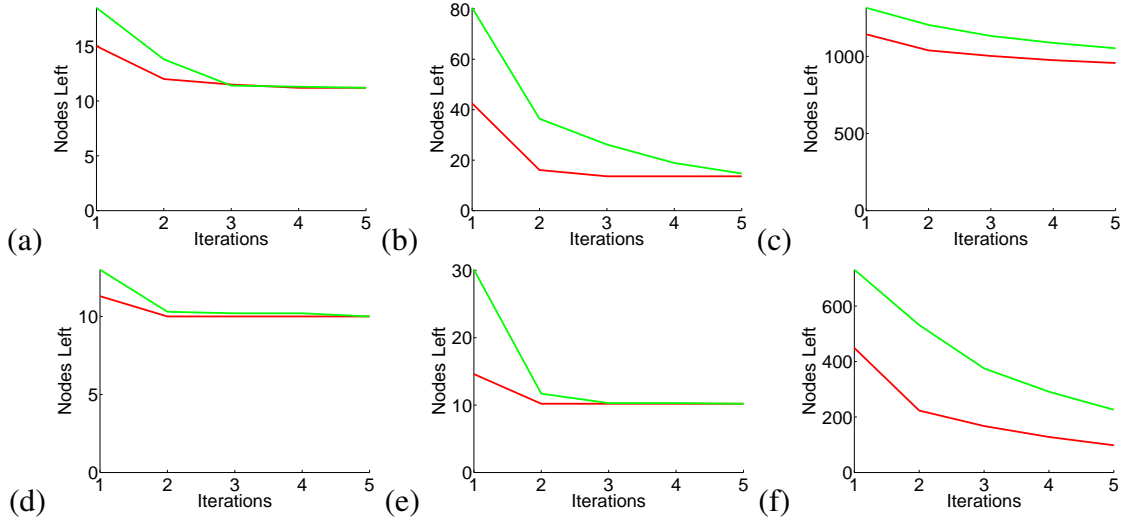 Nodes Left
15
10
5
0
1 2 3 4 5
Iterations
(a)
Nodes Left
80
60
40
20
0
1 2 3 4 5
Iterations
(b)
Nodes Left
1000
500
0
1 2 3 4 5
Iterations
(c)
Nodes Left
10
5
0
1 2 3 4 5
Iterations
(d)
Nodes Left
30
20
10
0
1 2 3 4 5
Iterations
(e)
Nodes Left
600
400
200
0
1 2 3 4 5
Iterations
(f)